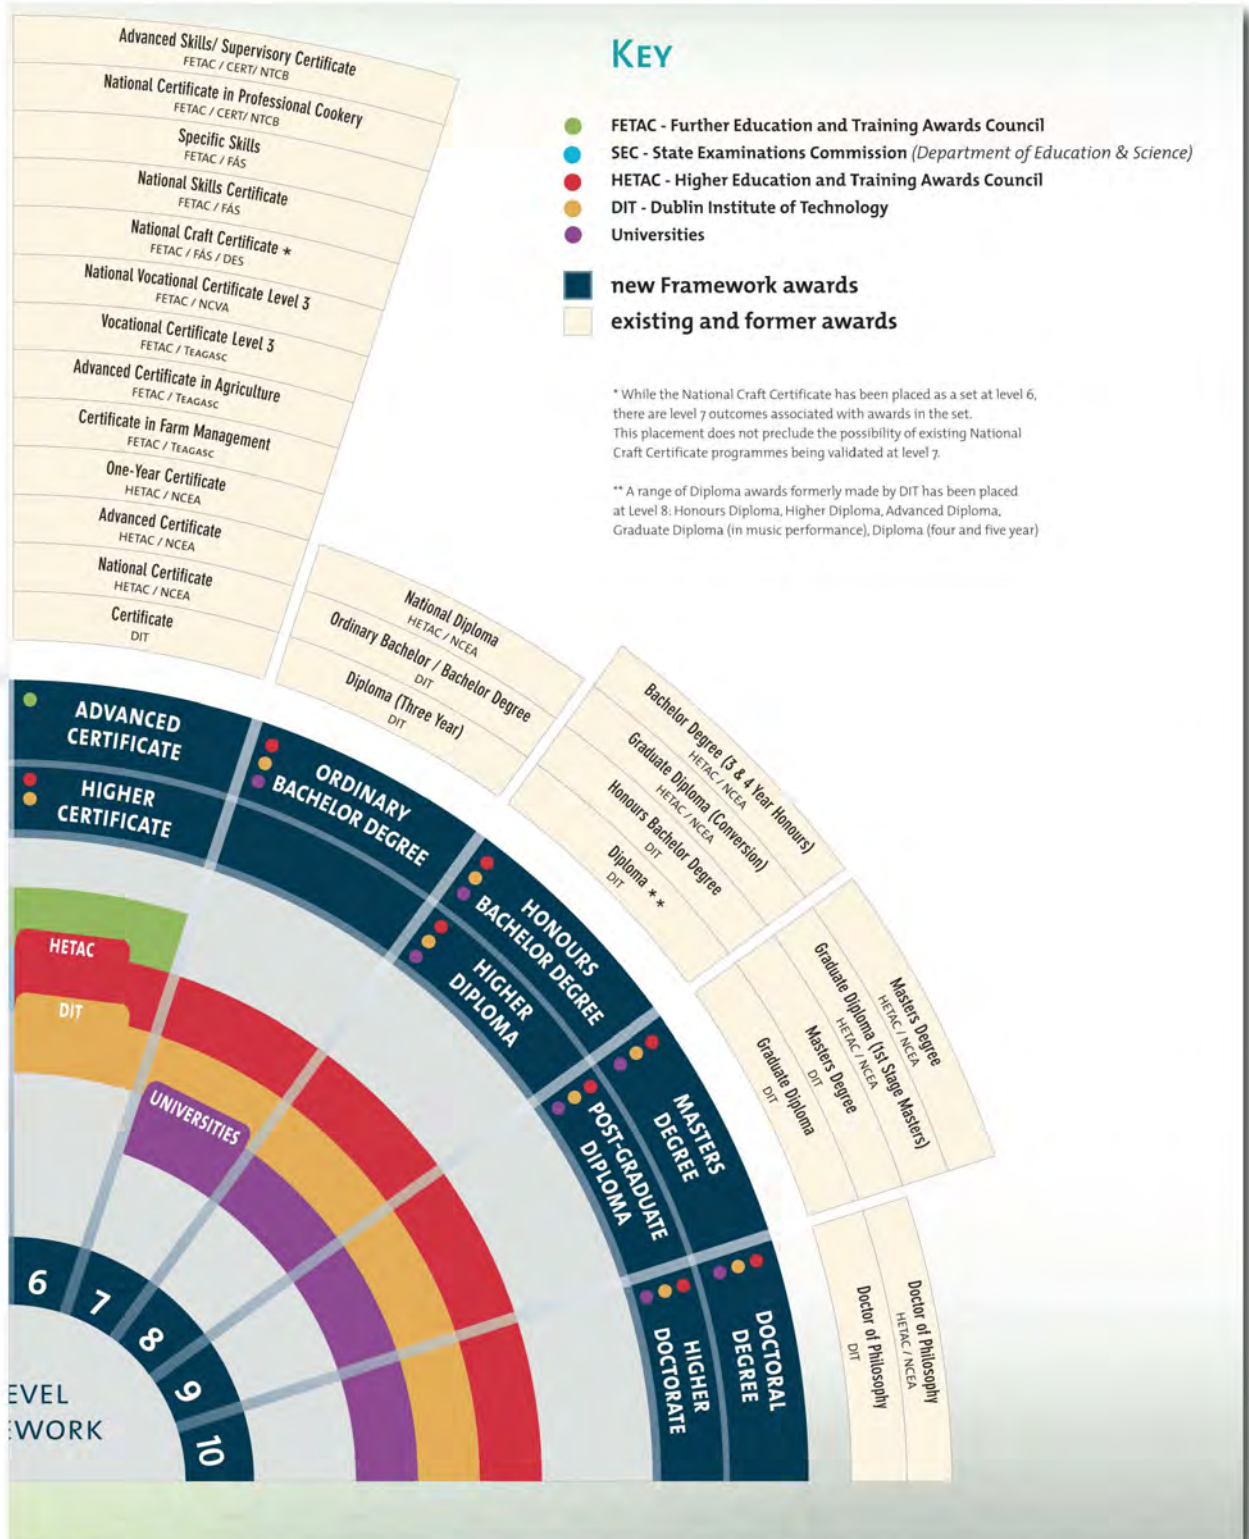 KEY
FETAC - Further Education and Training Awards Council
SEC - State Examinations Commission (Department of Education & Science)
HETAC - Higher Education and Training Awards Council
DIT - Dublin Institute of Technology
Universities
new Framework awards
existing and former awards
* While the National Craft Certificate has been placed as a set at level 6,
there are level 7 outcomes associated with awards in the set.
This placement does not preclude the possibility of existing National
Craft Certificate programmes being validated at level 7.
** A range of Diploma awards formerly made by DIT has been placed
at Level 8: Honours Diploma, Higher Diploma, Advanced Diploma,
Graduate Diploma (in music performance), Diploma (four and five year)
Advanced Skills/ Supervisory Certificate
FETAC / CERT/ NTCB
National Certificate in Professional Cookery
FETAC / CERT/ NTCB
Specific Skills
FETAC / FÁS
National Skills Certificate
FETAC / FÁS
National Craft Certificate *
FETAC / FÁS / DES
National Vocational Certificate Level 3
FETAC / NCVA
Vocational Certificate Level 3
FETAC / TEAGASC
Advanced Certificate in Agriculture
FETAC / TEAGASC
Certificate in Farm Management
FETAC / TEAGASC
One-Year Certificate
HETAC / NCEA
Advanced Certificate
HETAC / NCEA
National Certificate
HETAC / NCEA
Certificate
DIT
National Diploma
HETAC / NCEA
Ordinary Bachelor / Bachelor Degree
DIT
Diploma (Three Year)
DIT
Bachelor Degree (3 & 4 Year Honours)
HETAC / NCEA
Graduate Diploma (Conversion)
HETAC / NCEA
Honours Bachelor Degree
DIT
Diploma **
DIT
Masters Degree
HETAC / NCEA
Graduate Diploma (1st Stage Masters)
HETAC / NCEA
Masters Degree
DIT
Graduate Diploma
DIT
Doctor of Philosophy
HETAC / NCEA
Doctor of Philosophy
DIT
ADVANCED
CERTIFICATE
HIGHER
CERTIFICATE
ORDINARY
BACHELOR DEGREE
HONOURS
BACHELOR DEGREE
HIGHER
DIPLOMA
MASTERS
DEGREE
POST-GRADUATE
DIPLOMA
DOCTORAL
DEGREE
HIGHER
DOCTORATE
HETAC
DIT
UNIVERSITIES
6
7
8
9
10
EVEL
EWORK